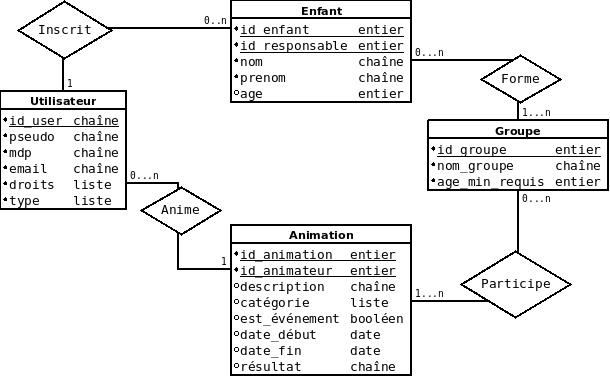 Enfant
id_enfant entier
id_responsable entier
nom chaîne
prenom chaîne
age entier
Inscrit
0..n
1
0...n
Forme
1...n
Utilisateur
id_user chaîne
pseudo chaîne
mdp chaîne
email chaîne
droits liste
type liste
Groupe
id_groupe entier
nom_groupe chaîne
age_min_requis entier
0...n
Anime
1
0...n
Animation
id_animation entier
id_animateur entier
description chaîne
catégorie liste
est_événement booléen
date_début date
date_fin date
résultat chaîne
Participe
1...n